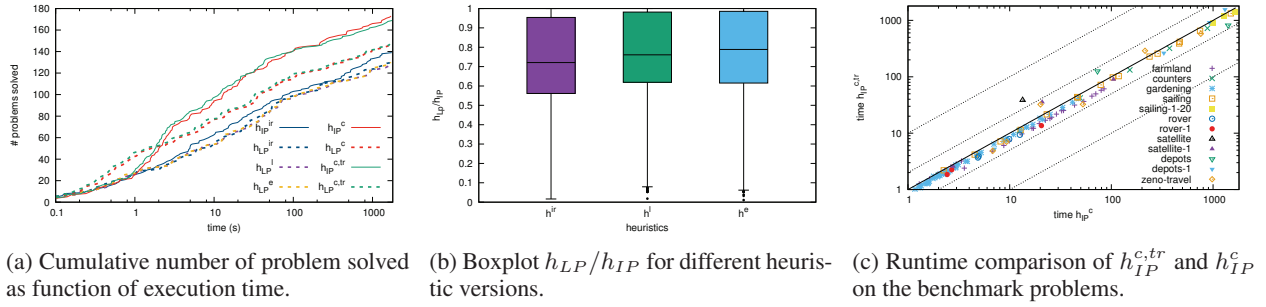 180
160
140
120
100
80
60
40
20
0
# problems solved
0.1
1
10
100
1000
time (s)
h_IP^ir
h_IP^c
h_LP^ir
h_LP^c
h_LP^l
h_IP^c,tr
h_LP^e
h_LP^c,tr
(a) Cumulative number of problem solved
as function of execution time.
1
0.9
0.8
0.7
0.6
0.5
0.4
0.3
0.2
0.1
0
h_LP/h_IP
h^ir
h^l
h^e
heuristics
(b) Boxplot h_LP/h_IP for different heuris-
tic versions.
1000
100
10
1
time h_IP^c,tr
1
10
100
1000
time h_IP^c
farmland
counters
gardening
sailing
sailing-1-20
rover
rover-1
satellite
satellite-1
depots
depots-1
zeno-travel
(c) Runtime comparison of h_IP^c,tr and h_IP^c
on the benchmark problems.